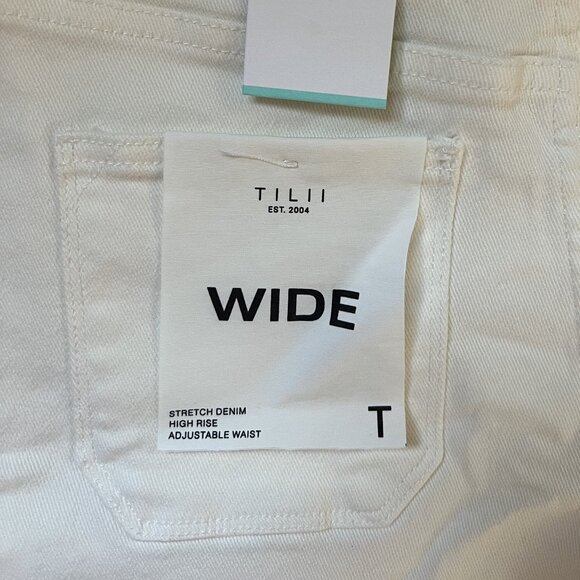 TILII
EST. 2004
WIDE
STRETCH DENIM
HIGH RISE
ADJUSTABLE WAIST
T